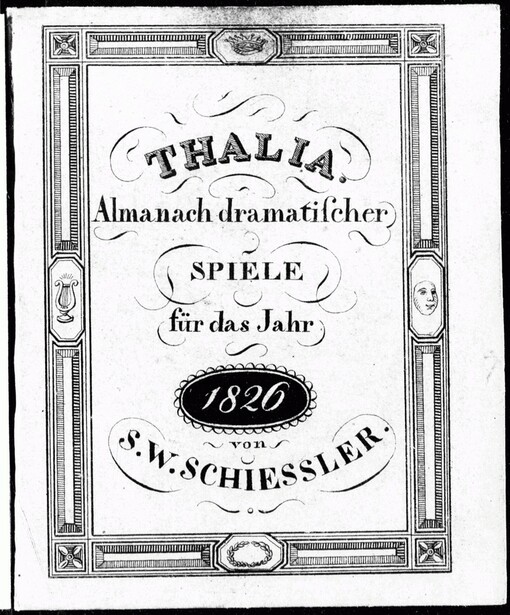 THALIA.
Almanach dramatiſcher
SPIELE
für das Jahr
1826
von
S. W. SCHIESSLER.